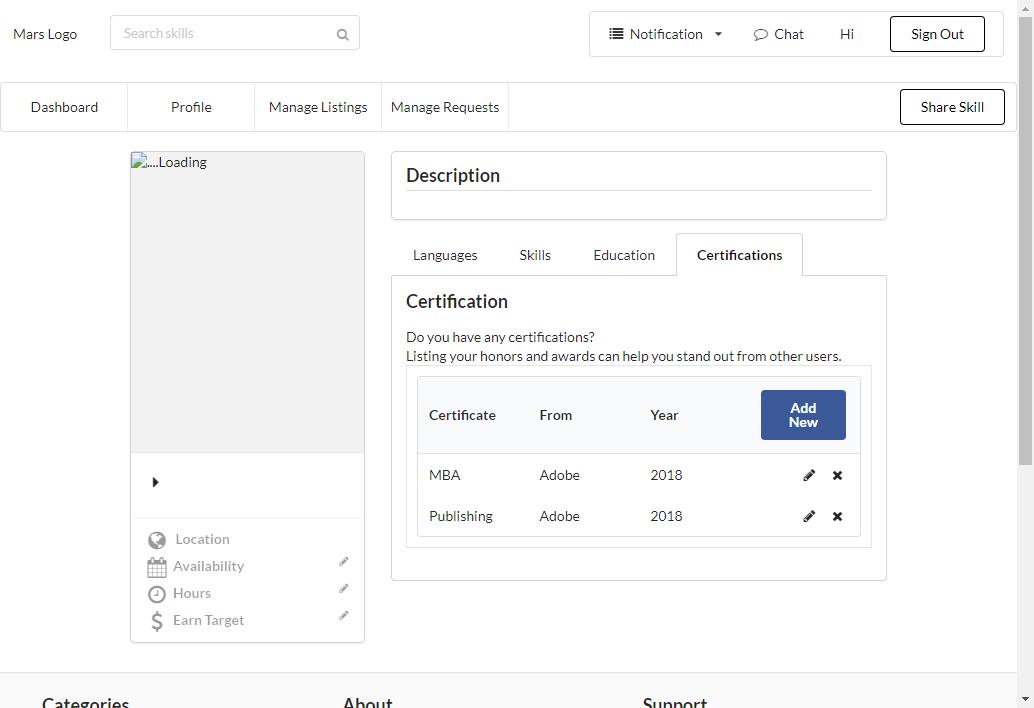 Mars Logo
Search skills
Notification
Chat
Hi
Sign Out
Dashboard
Profile
Manage Listings
Manage Requests
Share Skill
....Loading
Location
Availability
Hours
Earn Target
Description
Languages
Skills
Education
Certifications
Certification
Do you have any certifications?
Listing your honors and awards can help you stand out from other users.
Certificate From Year
Add
New
MBA Adobe 2018
Publishing Adobe 2018
Categories
About
Support